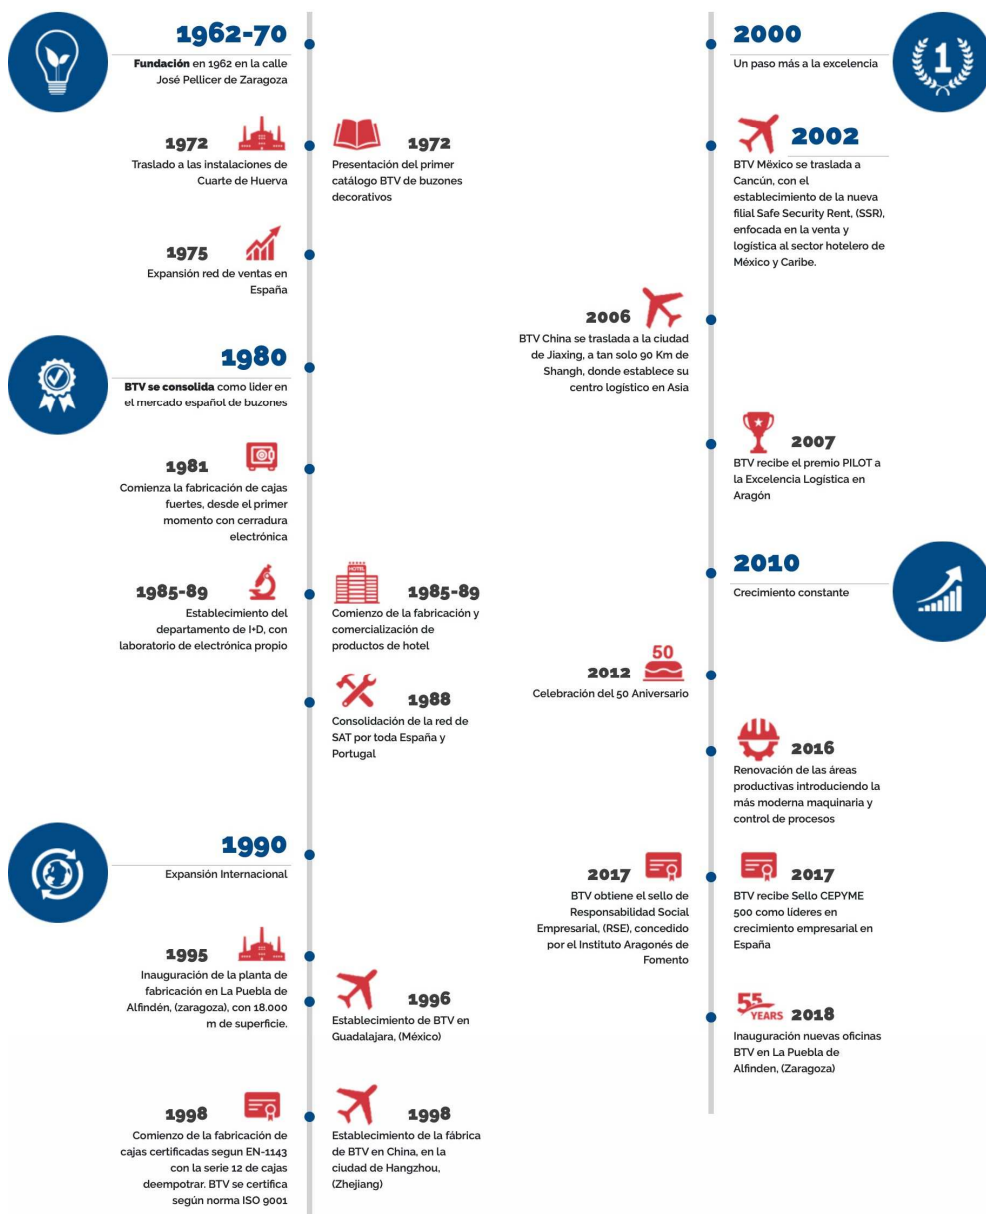 1962-70
Fundación en 1962 en la calle
José Pellicer de Zaragoza
1972
Traslado a las instalaciones de
Cuarte de Huerva
1972
Presentación del primer
catálogo BTV de buzones
decorativos
1975
Expansión red de ventas en
España
1980
BTV se consolida como lider en
el mercado español de buzones
1981
Comienza la fabricación de cajas
fuertes, desde el primer
momento con cerradura
electrónica
1985-89
Establecimiento del
departamento de I+D, con
laboratorio de electrónica propio
HOTEL
1985-89
Comienzo de la fabricación y
comercialización de
productos de hotel
1988
Consolidación de la red de
SAT por toda España y
Portugal
1990
Expansión Internacional
1995
Inauguración de la planta de
fabricación en La Puebla de
Alfindén, (zaragoza), con 18.000
m de superficie.
1996
Establecimiento de BTV en
Guadalajara, (México)
1998
Comienzo de la fabricación de
cajas certificadas segun EN-1143
con la serie 12 de cajas
deempotrar. BTV se certifica
según norma ISO 9001
1998
Establecimiento de la fábrica
de BTV en China, en la
ciudad de Hangzhou,
(Zhejiang)
2000
Un paso más a la excelencia
1
2002
BTV Mëxico se traslada a
Cancún, con el
establecimiento de la nueva
filial Safe Security Rent, (SSR),
enfocada en la venta y
logística al sector hotelero de
México y Caribe.
2006
BTV China se traslada a la ciudad
de Jiaxing, a tan solo 90 Km de
Shangh, donde establece su
centro logístico en Asia
2007
BTV recibe el premio PILOT a
la Excelencia Logística en
Aragón
2010
Crecimiento constante
50
2012
Celebración del 50 Aniversario
2016
Renovación de las áreas
productivas introduciendo la
más moderna maquinaria y
control de procesos
2017
BTV obtiene el sello de
Responsabilidad Social
Empresarial, (RSE), concedido
por el Instituto Aragonés de
Fomento
2017
BTV recibe Sello CEPYME
500 como líderes en
crecimiento empresarial en
España
55
YEARS
2018
Inauguración nuevas oficinas
BTV en La Puebla de
Alfinden, (Zaragoza)